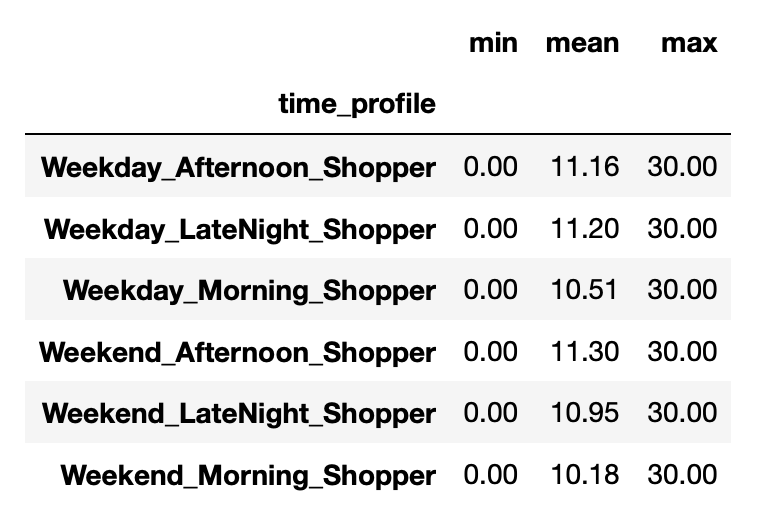 min mean max
time_profile
Weekday_Afternoon_Shopper 0.00 11.16 30.00
Weekday_LateNight_Shopper 0.00 11.20 30.00
Weekday_Morning_Shopper 0.00 10.51 30.00
Weekend_Afternoon_Shopper 0.00 11.30 30.00
Weekend_LateNight_Shopper 0.00 10.95 30.00
Weekend_Morning_Shopper 0.00 10.18 30.00